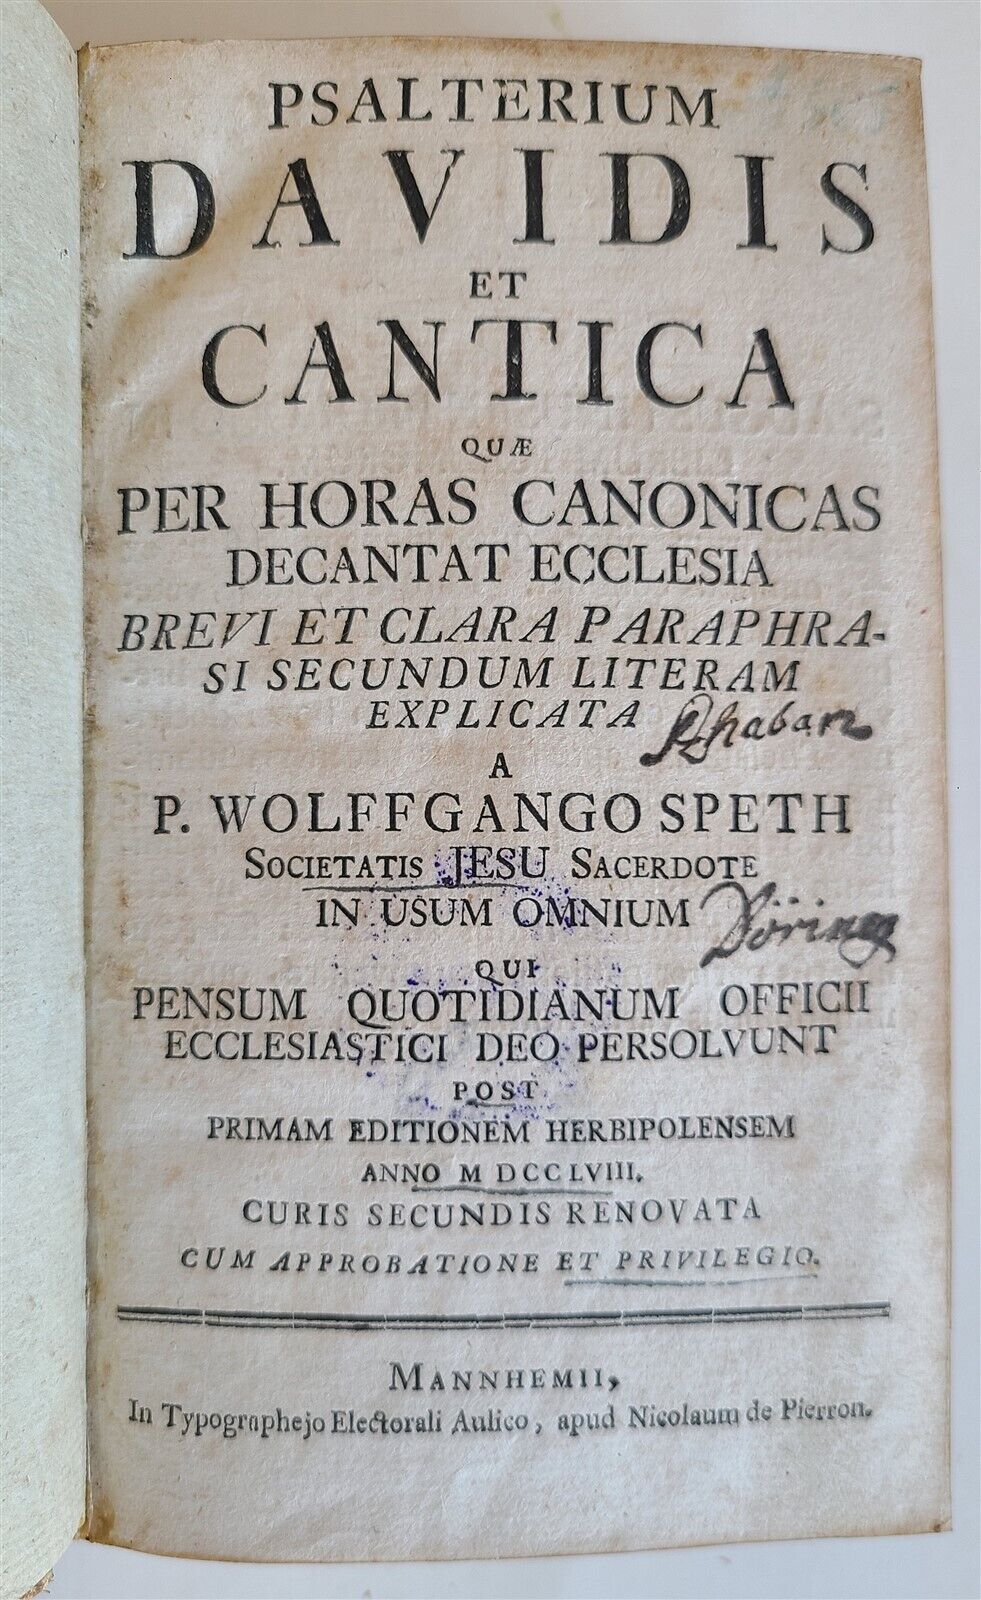 PSALTERIUM
DAVIDIS
ET
CANTICA
QUÆ
PER HORAS CANONICAS
DECANTAT ECCLESIA
BREVI ET CLARA PARAPHRA-
SI SECUNDUM LITERAM
EXPLICATA
A
P. WOLFFGANGO SPETH
SOCIETATIS JESU SACERDOTE
IN USUM OMNIUM
QUI
PENSUM QUOTIDIANUM OFFICII
ECCLESIASTICI DEO PERSOLVUNT
POST
PRIMAM EDITIONEM HERBIPOLENSEM
ANNO M DCCLVIII.
CURIS SECUNDIS RENOVATA
CUM APPROBATIONE ET PRIVILEGIO.
MANNHEMII,
In Typographejo Electorali Aulico, apud Nicolaum de Pierron.